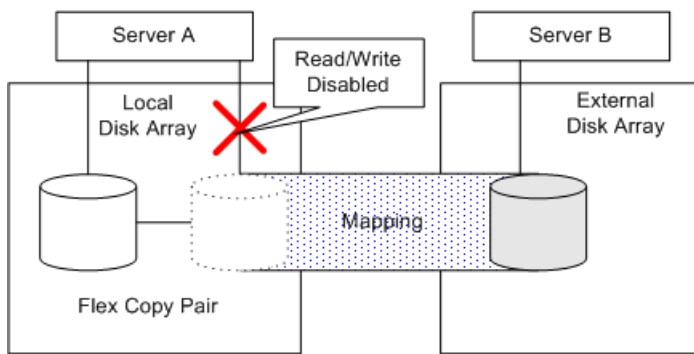 Server A
Server B
Read/Write
Disabled
Local
Disk Array
External
Disk Array
Mapping
Flex Copy Pair